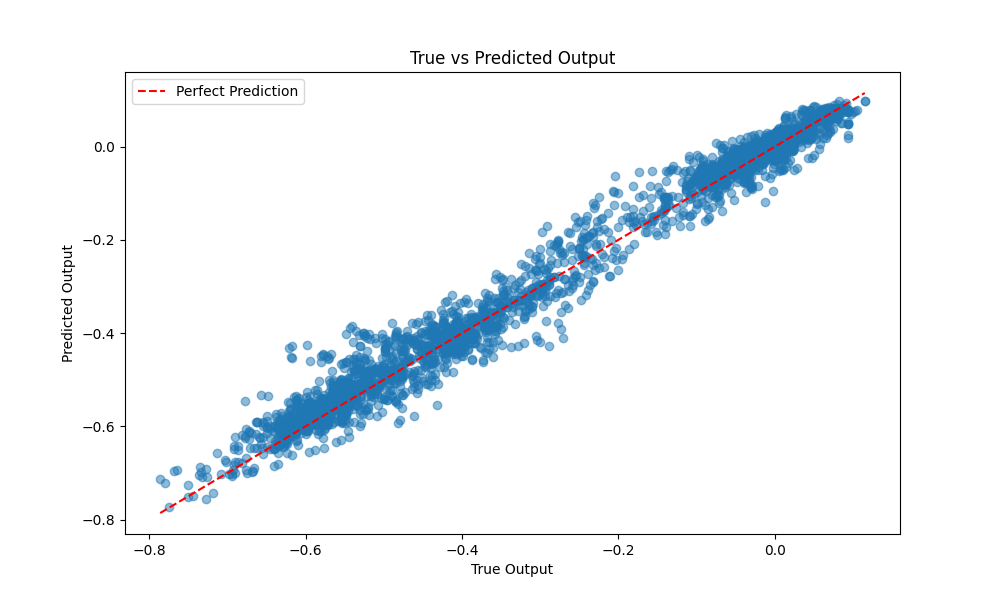 True vs Predicted Output
Perfect Prediction
Predicted Output
0.0
−0.2
−0.4
−0.6
−0.8
−0.8
−0.6
−0.4
−0.2
0.0
True Output